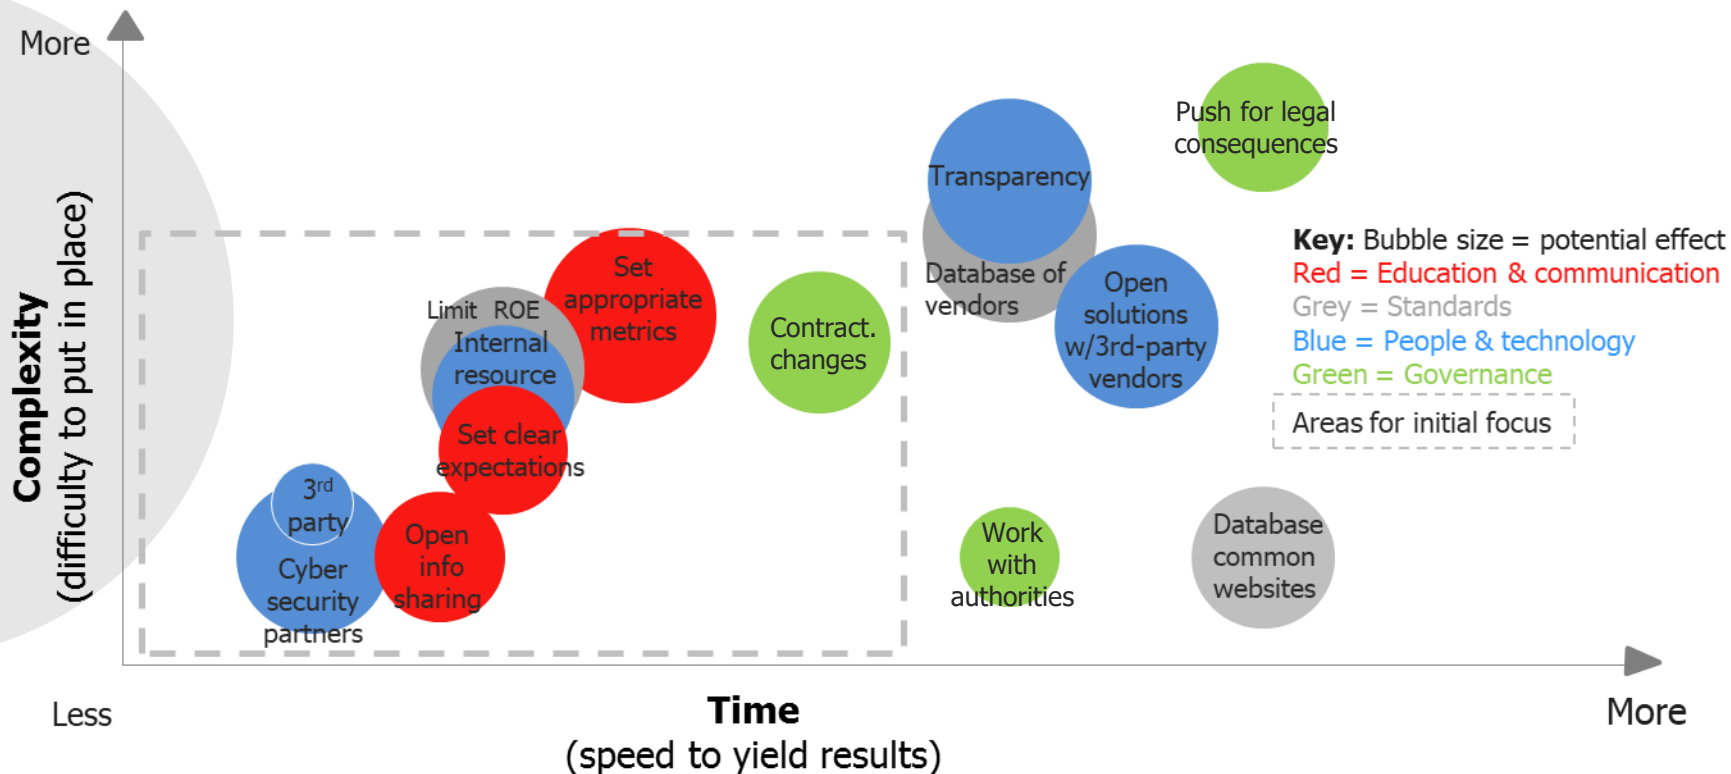 More
Complexity
(difficulty to put in place)
Less
Time
(speed to yield results)
More
3rd
party
Cyber
security
partners
Open
info
sharing
Limit ROE
Internal
resource
Set clear
expectations
Set
appropriate
metrics
Contract.
changes
Transparency
Database of
vendors
Open
solutions
w/3rd-party
vendors
Push for legal
consequences
Work
with
authorities
Database
common
websites
Key: Bubble size = potential effect
Red = Education & communication
Grey = Standards
Blue = People & technology
Green = Governance
Areas for initial focus